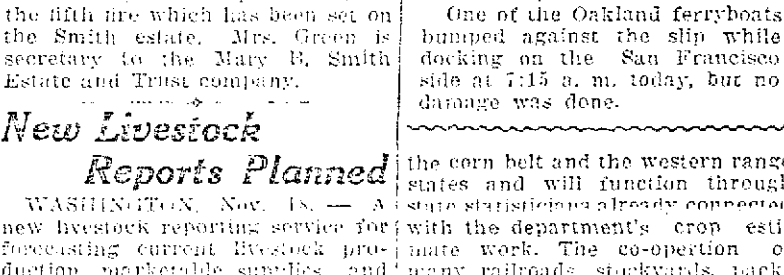 the fifth fire which has been set on
the Smith estate. Mrs. Green is
secretary to the Mary R. Smith
Estate and Trust company.
New Livestock
Reports Planned
WASHINGTON, Nov. 18. — A
new livestock reporting service for
forecasting current livestock pro-
duction, marketable supplies and
One of the Oakland ferryboats
bumped against the slip while
docking on the San Francisco
side at 7:15 a. m. today, but no
damage was done.
the corn belt and the western range
states and will function through
state statisticians already connected
with the department's crop esti
mate work. The co-opertion o
many railroads, stockyards, pack